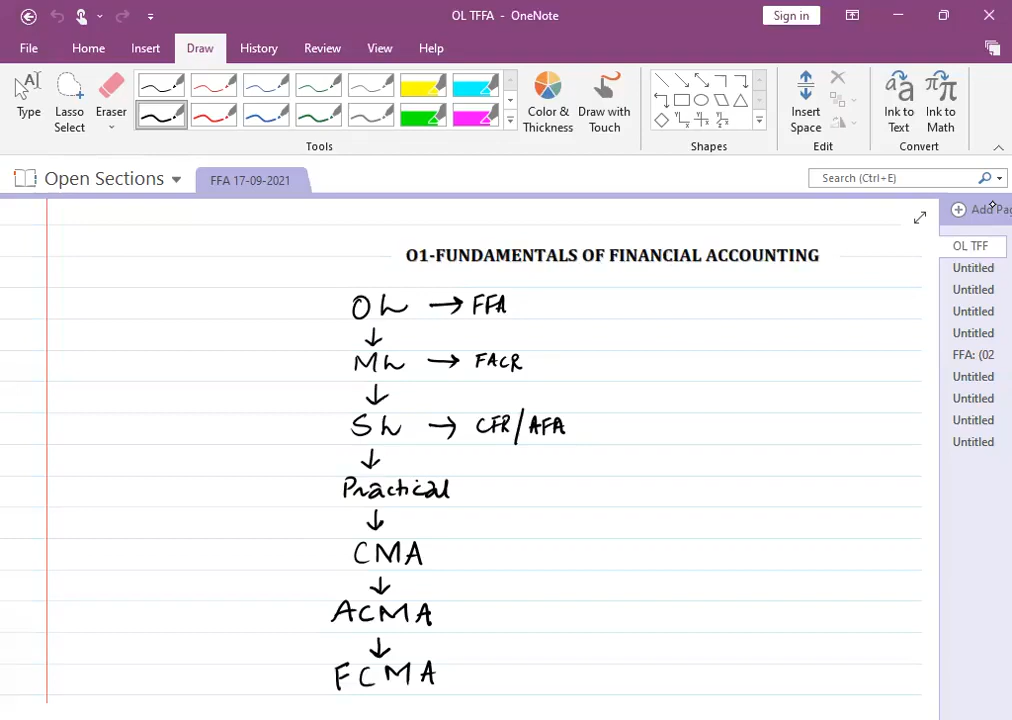 OL TFFA - OneNote
Sign in
File Home Insert Draw History Review View Help
Type
Lasso Select
Eraser
Color & Thickness
Draw with Touch
Insert Space
Ink to Text
Ink to Math
Tools Shapes Edit Convert
Open Sections FFA 17-09-2021 Search (Ctrl+E)
Add Pag
O1-FUNDAMENTALS OF FINANCIAL ACCOUNTING
OL → FFA
↓
ML → FACR
↓
SL → CFR/AFA
↓
Practical
↓
CMA
↓
ACMA
↓
FCMA
OL TFF
Untitled
Untitled
Untitled
Untitled
FFA: (02
Untitled
Untitled
Untitled
Untitled